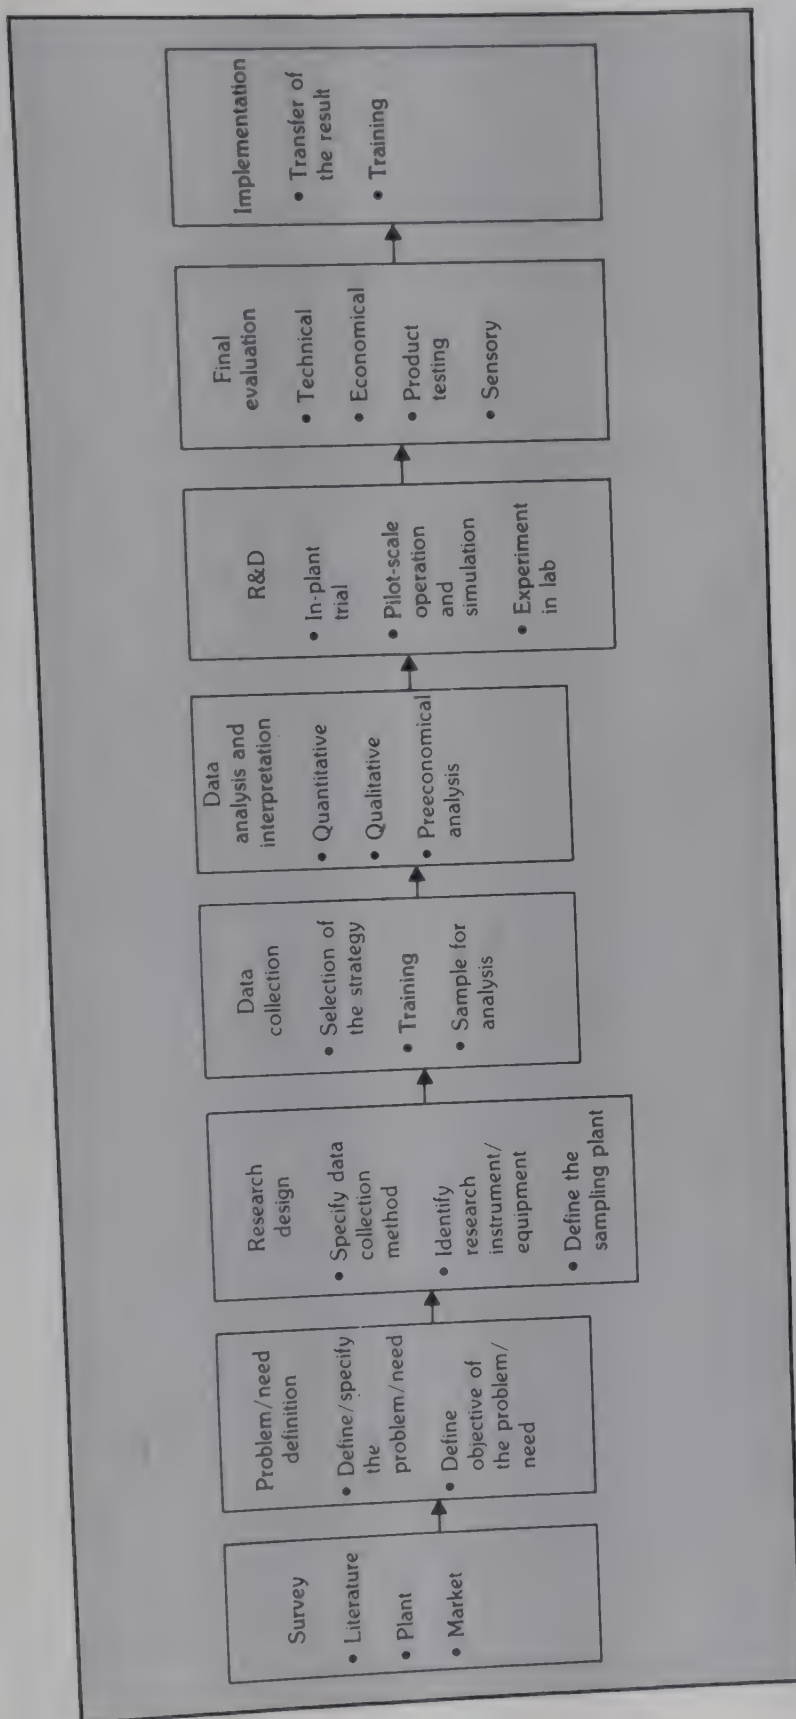 Survey
• Literature
• Plant
• Market
Problem/need
definition
• Define/specify
the
problem/need
• Define
objective of
the problem/
need
Research
design
• Specify data
collection
method
• Identify
research
instrument/
equipment
• Define the
sampling plant
Data
collection
• Selection of
the strategy
• Training
• Sample for
analysis
Data
analysis and
interpretation
• Quantitative
• Qualitative
• Preeconomical
analysis
R&D
• In-plant
trial
• Pilot-scale
operation
and
simulation
• Experiment
in lab
Final
evaluation
• Technical
• Economical
• Product
testing
• Sensory
Implementation
• Transfer of
the result
• Training